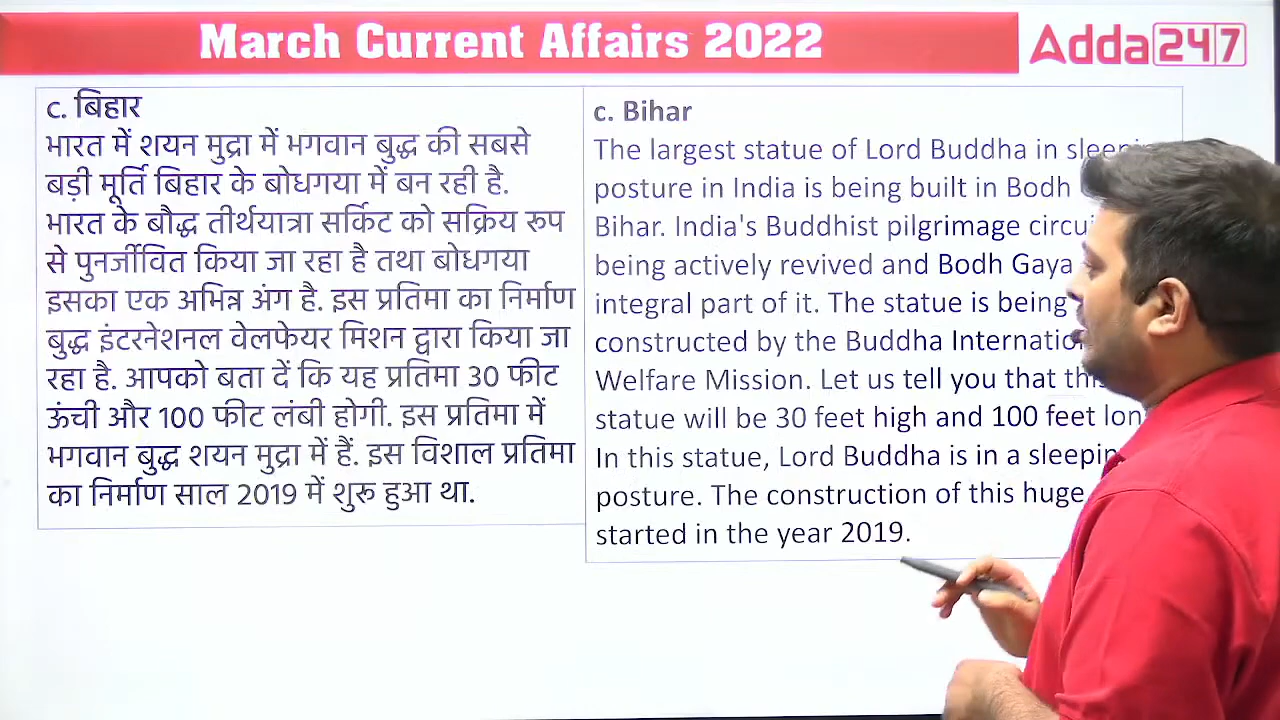 March Current Affairs 2022
Adda247
c. बिहार
भारत में शयन मुद्रा में भगवान बुद्ध की सबसे
बड़ी मूर्ति बिहार के बोधगया में बन रही है.
भारत के बौद्ध तीर्थयात्रा सर्किट को सक्रिय रूप
से पुनर्जीवित किया जा रहा है तथा बोधगया
इसका एक अभिन्न अंग है. इस प्रतिमा का निर्माण
बुद्ध इंटरनेशनल वेलफेयर मिशन द्वारा किया जा
रहा है. आपको बता दें कि यह प्रतिमा 30 फीट
ऊंची और 100 फीट लंबी होगी. इस प्रतिमा में
भगवान बुद्ध शयन मुद्रा में हैं. इस विशाल प्रतिमा
का निर्माण साल 2019 में शुरू हुआ था.
c. Bihar
The largest statue of Lord Buddha in
posture in India is being built in Bodh
Bihar. India's Buddhist pilgrimage
being actively revived and Bodh Gaya
integral part of it. The statue is being
constructed by the Buddha
Welfare Mission. Let us tell you that this
statue will be 30 feet high and 100 feet
In this statue, Lord Buddha is in a
posture. The construction of this huge
started in the year 2019.